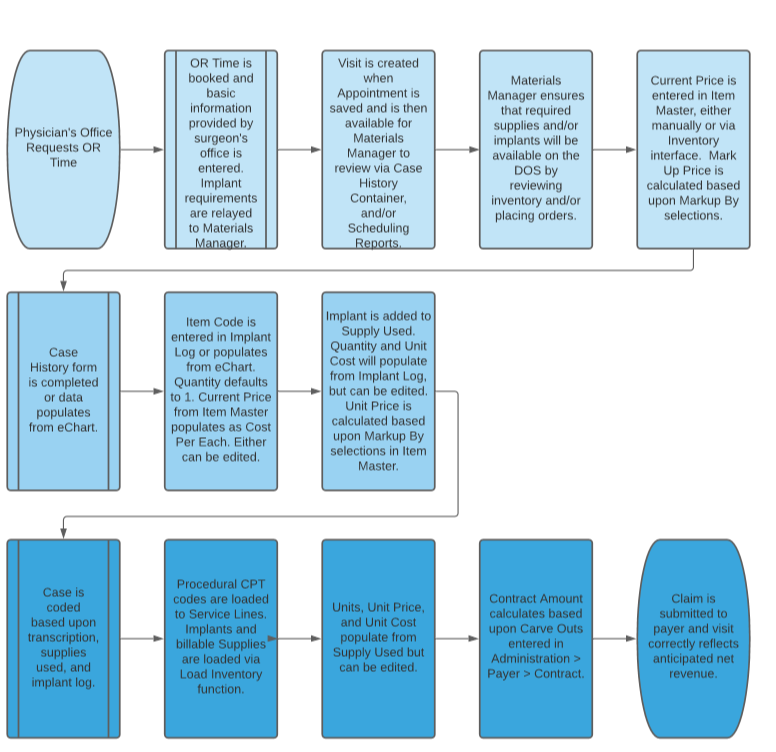 Physician's Office
Requests OR
Time
OR Time is
booked and
basic
information
provided by
surgeon's
office is
entered.
Implant
requirements
are relayed
to Materials
Manager.
Visit is created
when
Appointment is
saved and is then
available for
Materials
Manager to
review via Case
History
Container,
and/or
Scheduling
Reports.
Materials
Manager ensures
that required
supplies and/or
implants will be
available on the
DOS by
reviewing
inventory and/or
placing orders.
Current Price is
entered in Item
Master, either
manually or via
Inventory
interface.  Mark
Up Price is
calculated based
upon Markup By
selections.
Case
History form
is completed
or data
populates
from eChart.
Item Code is
entered in Implant
Log or populates
from eChart.
Quantity defaults
to 1. Current Price
from Item Master
populates as Cost
Per Each. Either
can be edited.
Implant is added to
Supply Used.
Quantity and Unit
Cost will populate
from Implant Log,
but can be edited.
Unit Price is
calculated based
upon Markup By
selections in Item
Master.
Case is
coded
based upon
transcription,
supplies
used, and
implant log.
Procedural CPT
codes are loaded
to Service Lines.
Implants and
billable Supplies
are loaded via
Load Inventory
function.
Units, Unit Price,
and Unit Cost
populate from
Supply Used but
can be edited.
Contract Amount
calculates based
upon Carve Outs
entered in
Administration >
Payer > Contract.
Claim is
submitted to
payer and visit
correctly reflects
anticipated net
revenue.